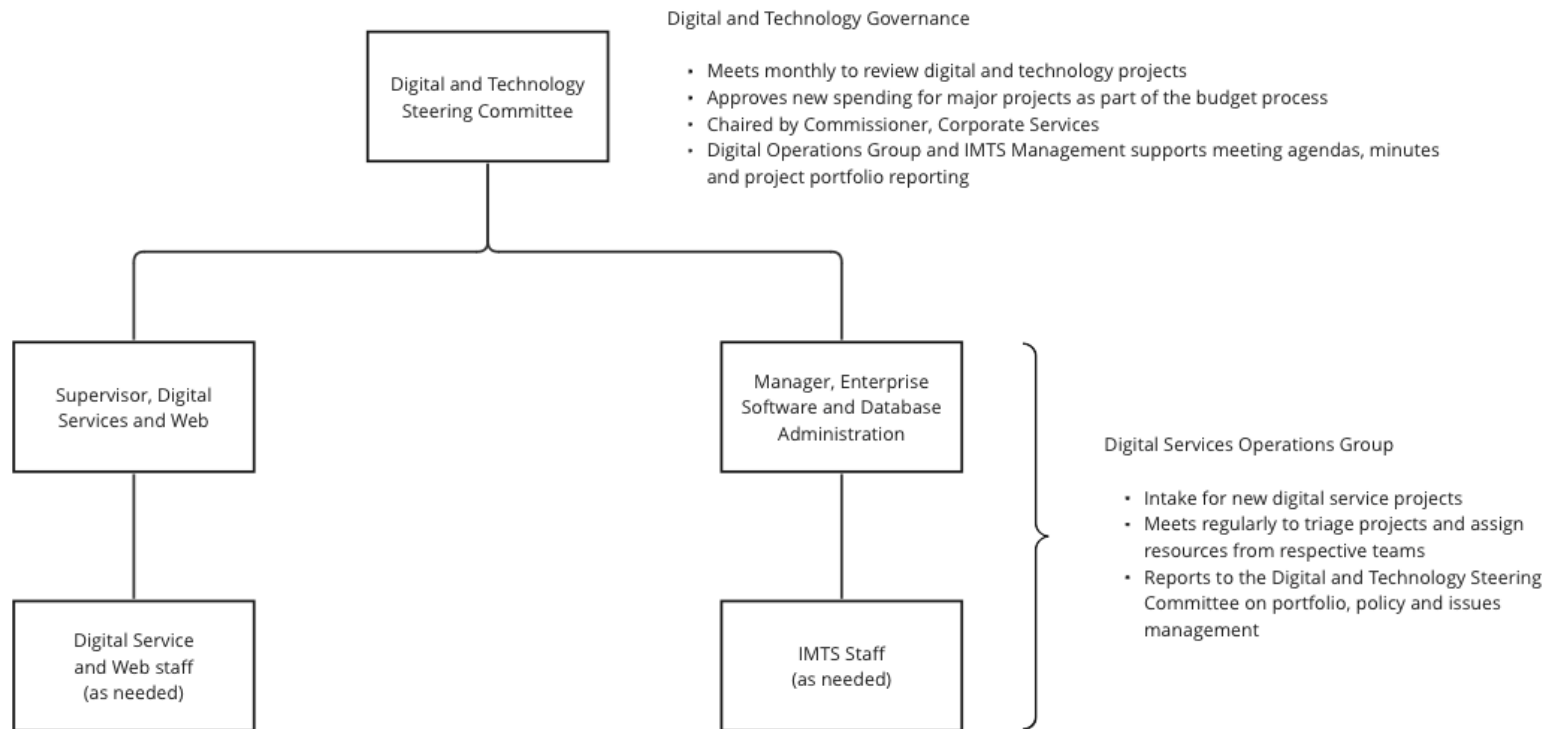 Digital and Technology Governance
• Meets monthly to review digital and technology projects
• Approves new spending for major projects as part of the budget process
• Chaired by Commissioner, Corporate Services
• Digital Operations Group and IMTS Management supports meeting agendas, minutes
and project portfolio reporting
Digital and Technology
Steering Committee
Supervisor, Digital
Services and Web
Manager, Enterprise
Software and Database
Administration
Digital Services Operations Group
• Intake for new digital service projects
• Meets regularly to triage projects and assign
resources from respective teams
• Reports to the Digital and Technology Steering
Committee on portfolio, policy and issues
management
Digital Service
and Web staff
(as needed)
IMTS Staff
(as needed)